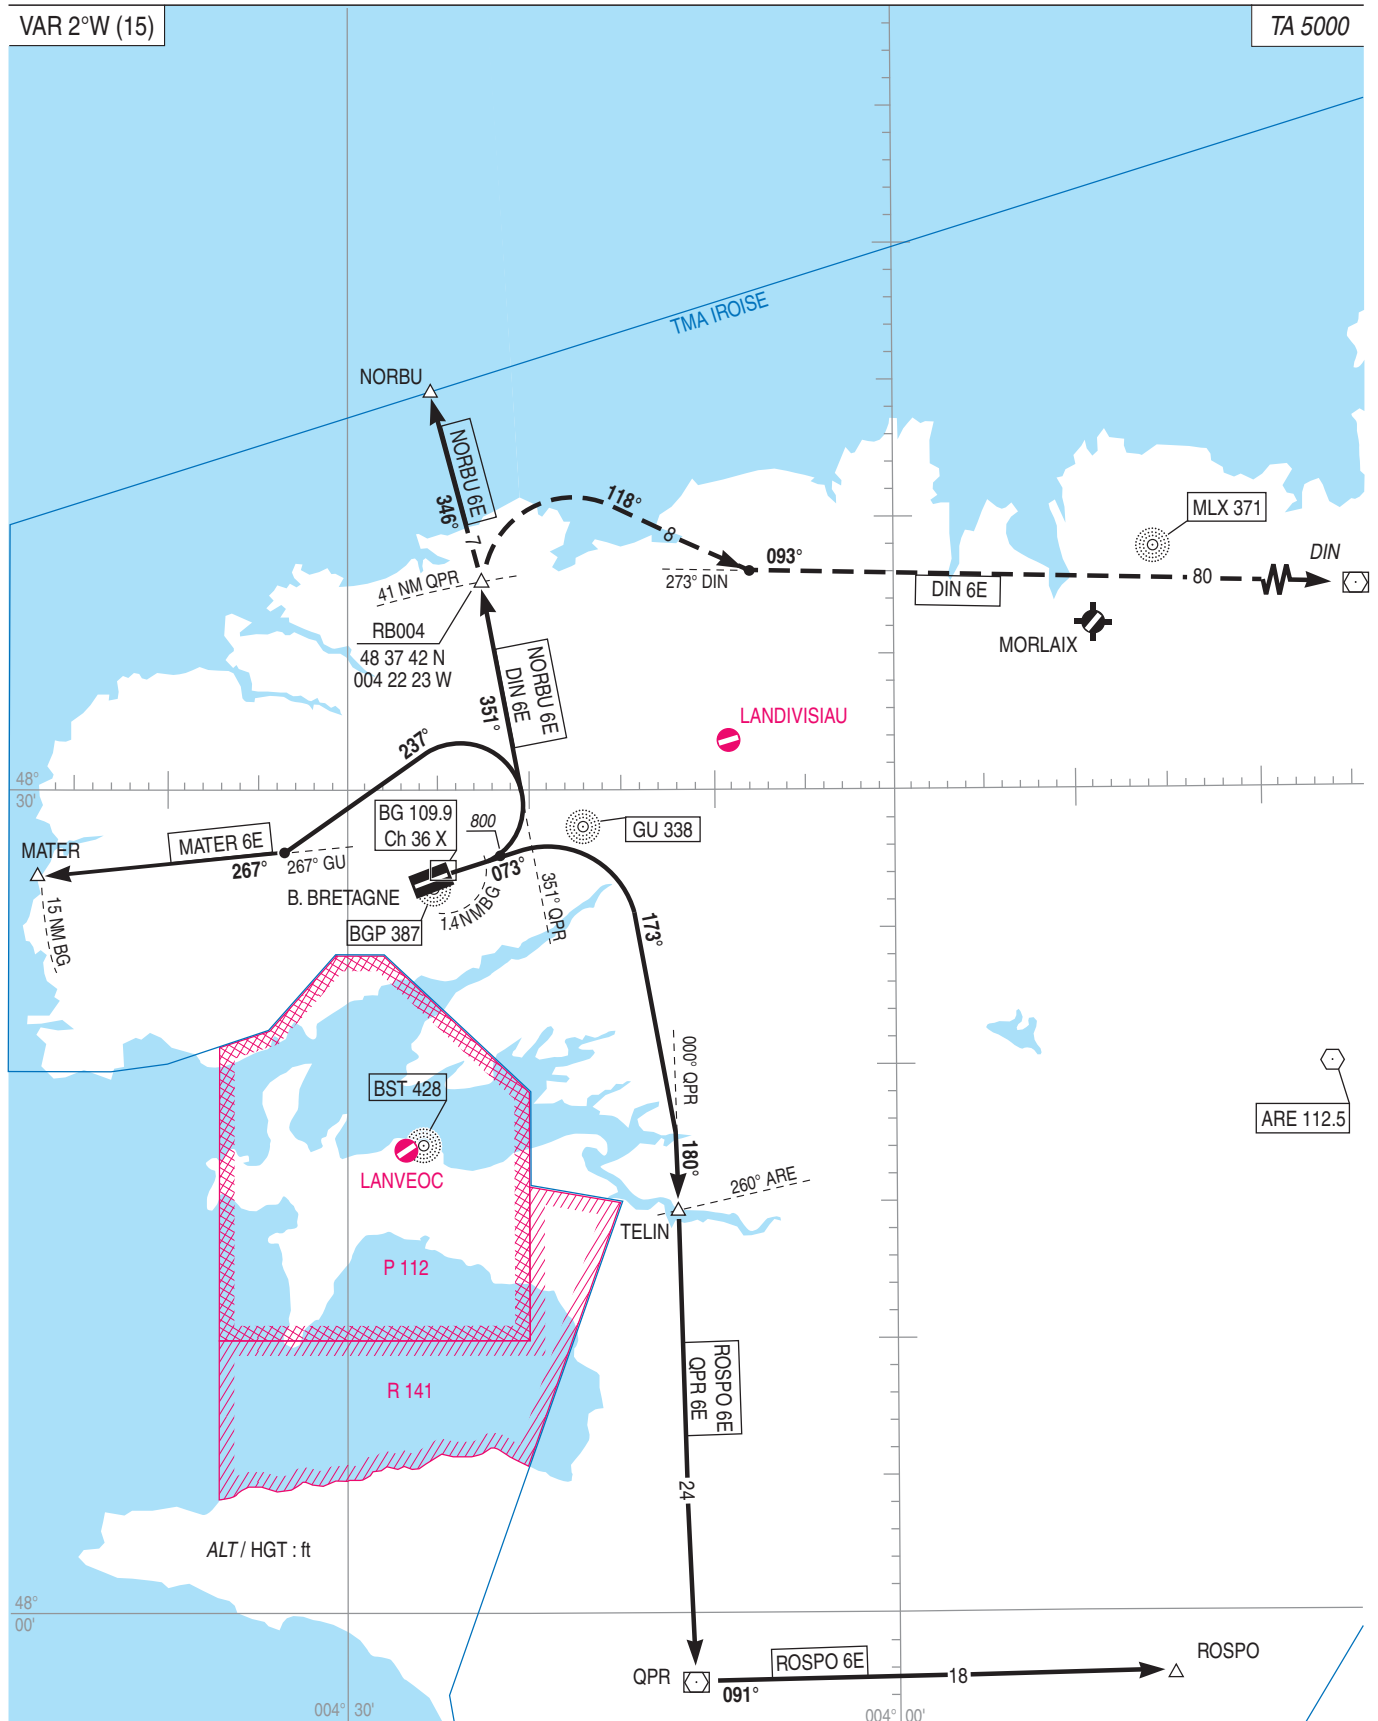 VAR 2°W (15)
TA 5000
TMA IROISE
NORBU
NORBU 6E
346°
7
118°
8
MLX 371
DIN
093°
273° DIN
DIN 6E
80
41 NM QPR
RB004
48 37 42 N
004 22 23 W
MORLAIX
NORBU 6E
DIN 6E
351°
LANDIVISIAU
237°
48°
30'
BG 109.9
Ch 36 X
800
GU 338
MATER 6E
MATER
267°
267° GU
073°
B. BRETAGNE
1.4 NM BG
351° QPR
BGP 387
15 NM BG
173°
000° QPR
BST 428
ARE 112.5
LANVEOC
180°
260° ARE
TELIN
P 112
ROSPO 6E
QPR 6E
R 141
24
ALT / HGT : ft
48°
00'
QPR
ROSPO 6E
18
ROSPO
091°
004° 30'
004° 00'